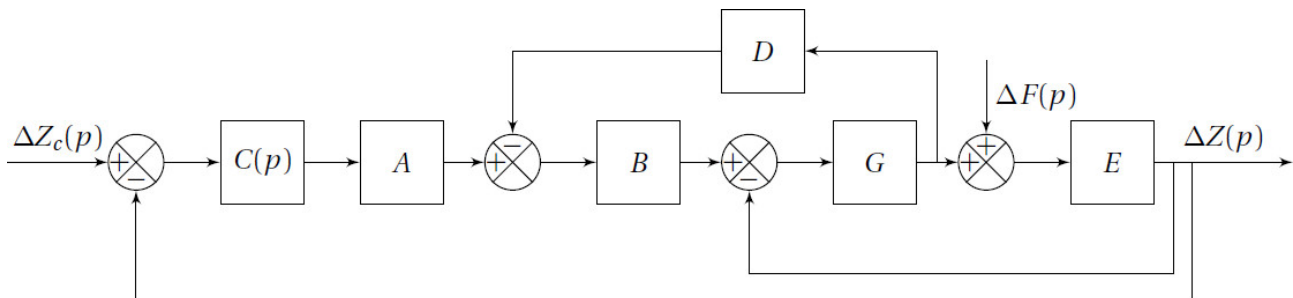 D
ΔF(p)
ΔZ_c(p)
ΔZ(p)
+
−
C(p)
A
−
+
B
+
−
G
+
+
E